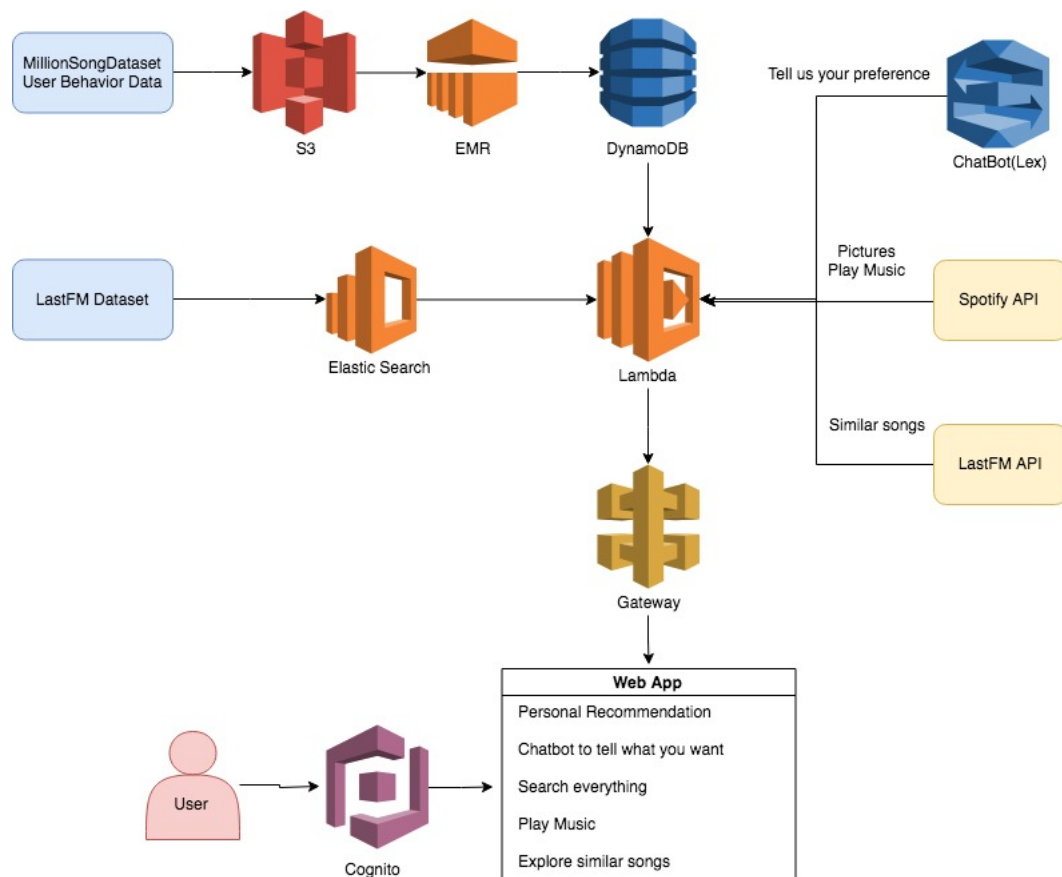 MillionSongDataset
User Behavior Data
S3
EMR
DynamoDB
Tell us your preference
ChatBot(Lex)
LastFM Dataset
Elastic Search
Lambda
Pictures
Play Music
Spotify API
Similar songs
LastFM API
Gateway
Web App
Personal Recommendation
Chatbot to tell what you want
Search everything
Play Music
Explore similar songs
User
Cognito